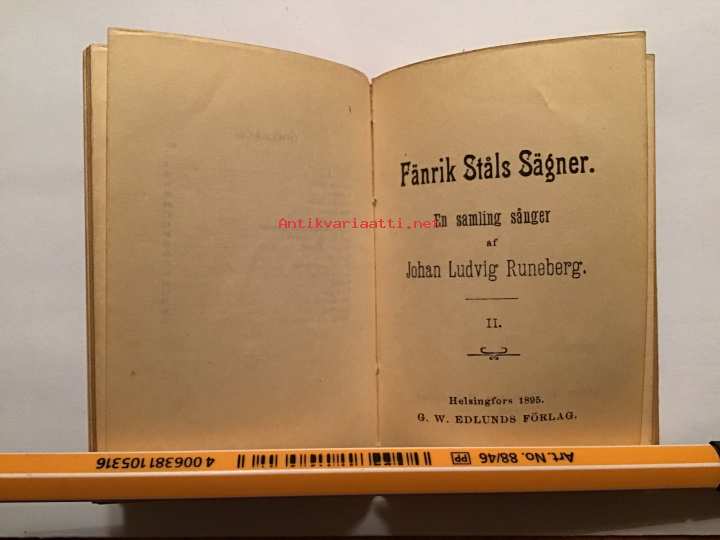 Fänrik Ståls Sägner.
En samling sånger
af
Johan Ludvig Runeberg.
II.
Helsingfors 1895.
G. W. EDLUNDS FÖRLAG.
Antikvariaatti.net
Art. No. 88/46 PP 4 006381 105316